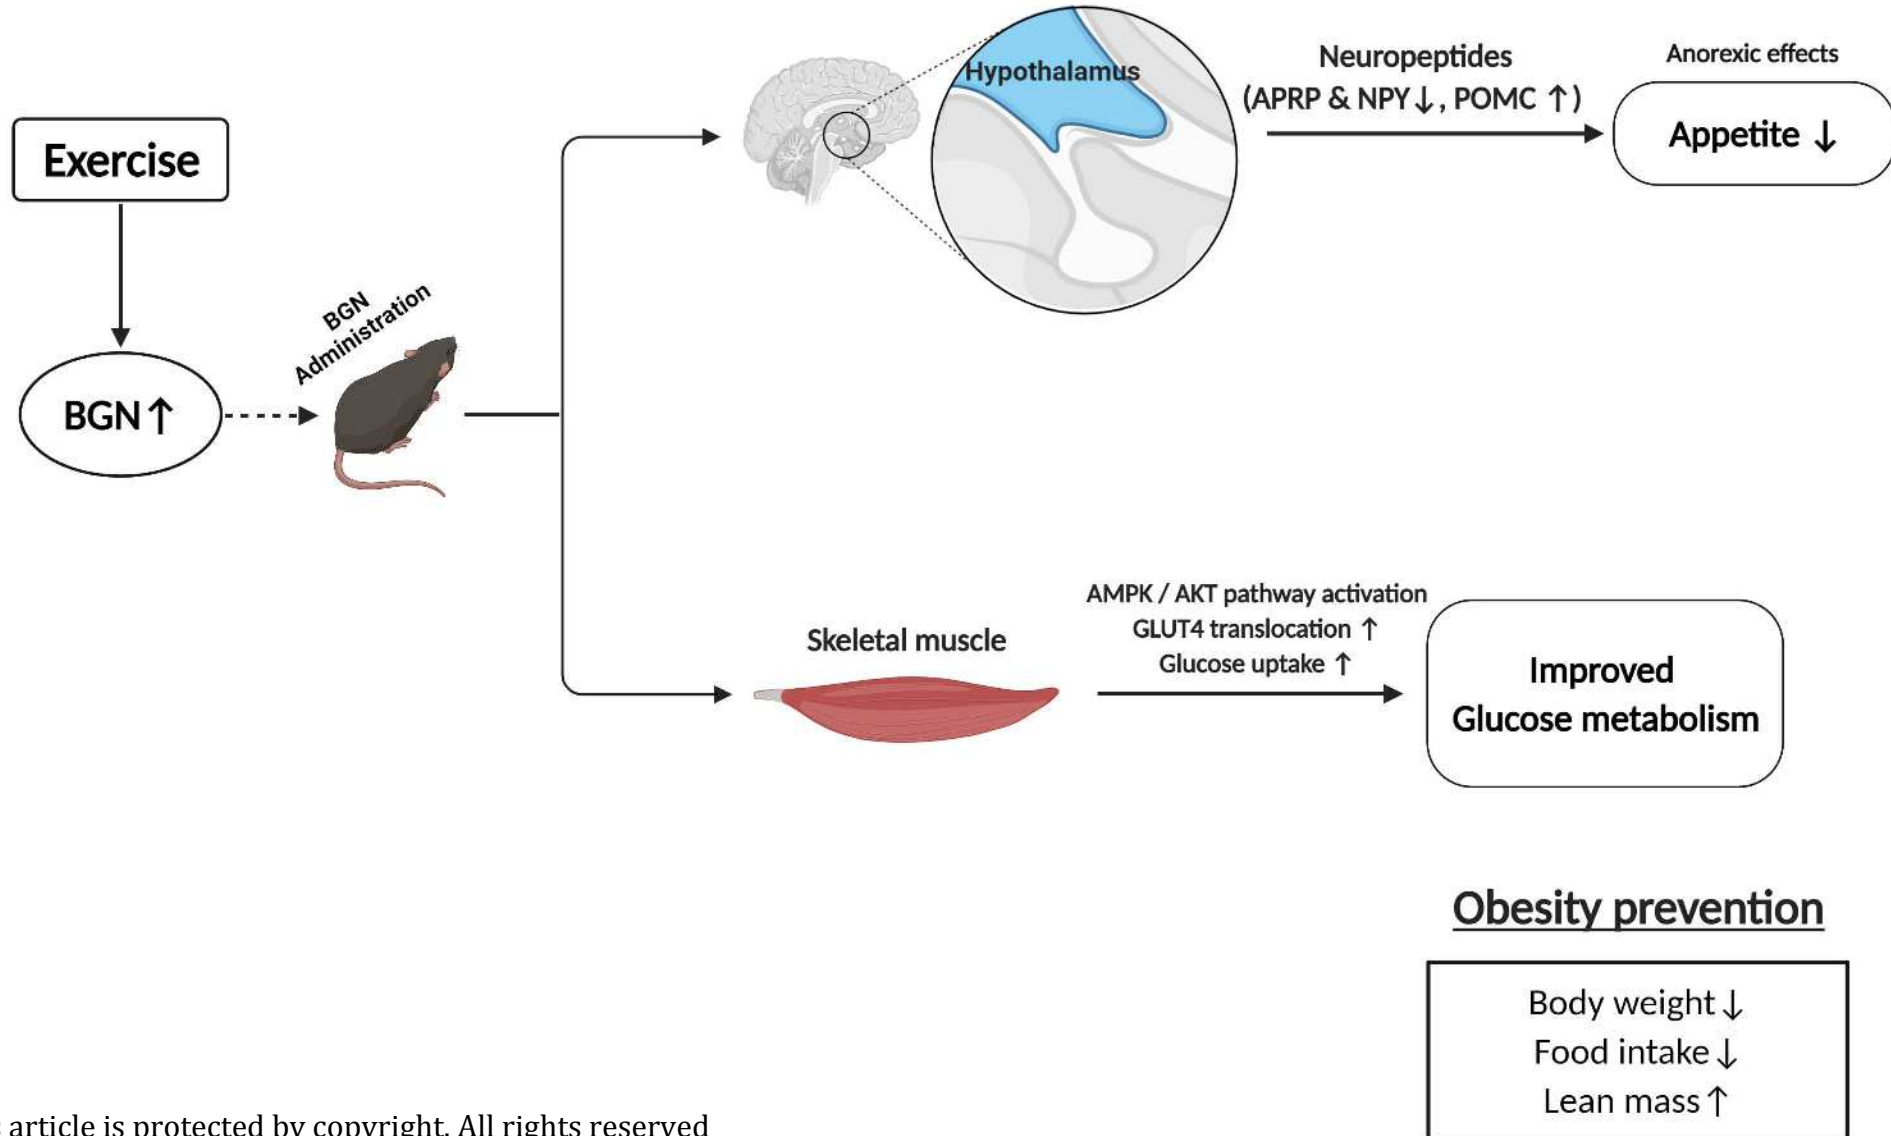 Exercise
BGN↑
BGN
Administration
Hypothalamus
Neuropeptides
(APRP & NPY↓, POMC ↑)
Anorexic effects
Appetite ↓
Skeletal muscle
AMPK / AKT pathway activation
GLUT4 translocation ↑
Glucose uptake ↑
Improved
Glucose metabolism
Obesity prevention
Body weight↓
Food intake↓
Lean mass↑
article is protected by copyright. All rights reserved